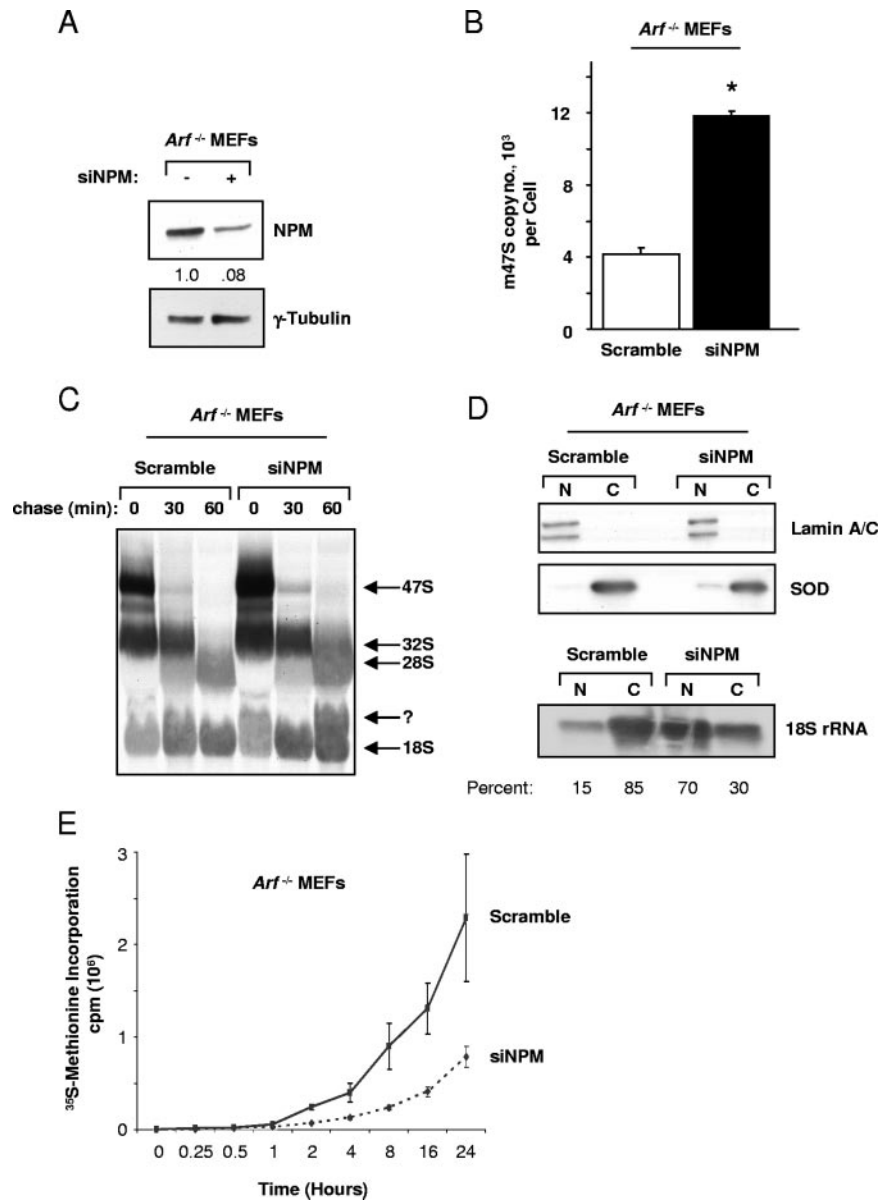 A
Arf -/- MEFs
siNPM: - +
NPM
1.0 .08
γ-Tubulin
B
Arf -/- MEFs
m47S copy no., 10³
per Cell
12
8
4
0
Scramble siNPM
C
Arf -/- MEFs
Scramble siNPM
chase (min): 0 30 60 0 30 60
47S
32S
28S
?
18S
D
Arf -/- MEFs
Scramble siNPM
N C N C
Lamin A/C
SOD
Scramble siNPM
N C N C
18S rRNA
Percent: 15 85 70 30
E
Arf -/- MEFs
³⁵S-Methionine Incorporation
cpm (10⁶)
3
2
1
0
Scramble
siNPM
0 0.25 0.5 1 2 4 8 16 24
Time (Hours)